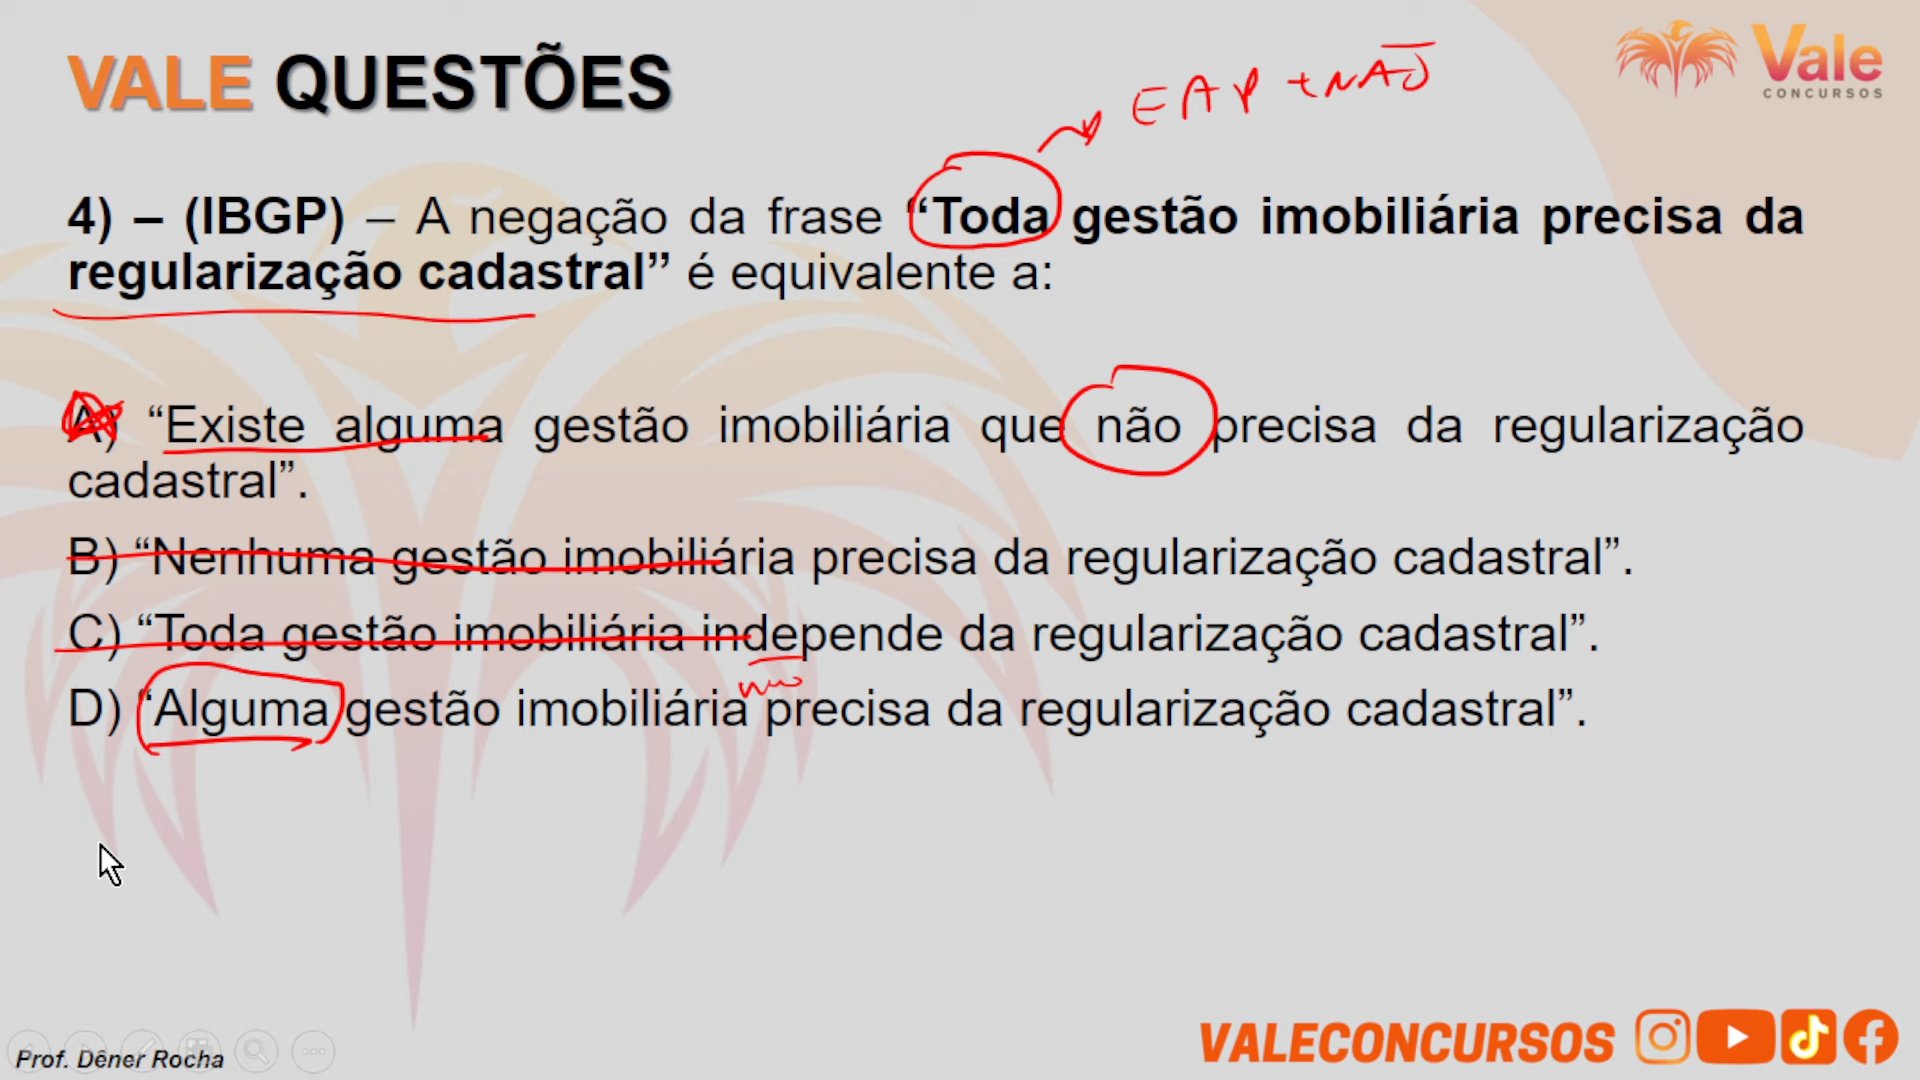 VALE QUESTÕES
Vale
CONCURSOS
EAP + NÃO
4) – (IBGP) – A negação da frase “Toda gestão imobiliária precisa da
regularização cadastral” é equivalente a:
A) “Existe alguma gestão imobiliária que não precisa da regularização
cadastral”.
B) “Nenhuma gestão imobiliária precisa da regularização cadastral”.
C) “Toda gestão imobiliária independe da regularização cadastral”.
não
D) “Alguma gestão imobiliária precisa da regularização cadastral”.
Prof. Dêner Rocha
VALECONCURSOS